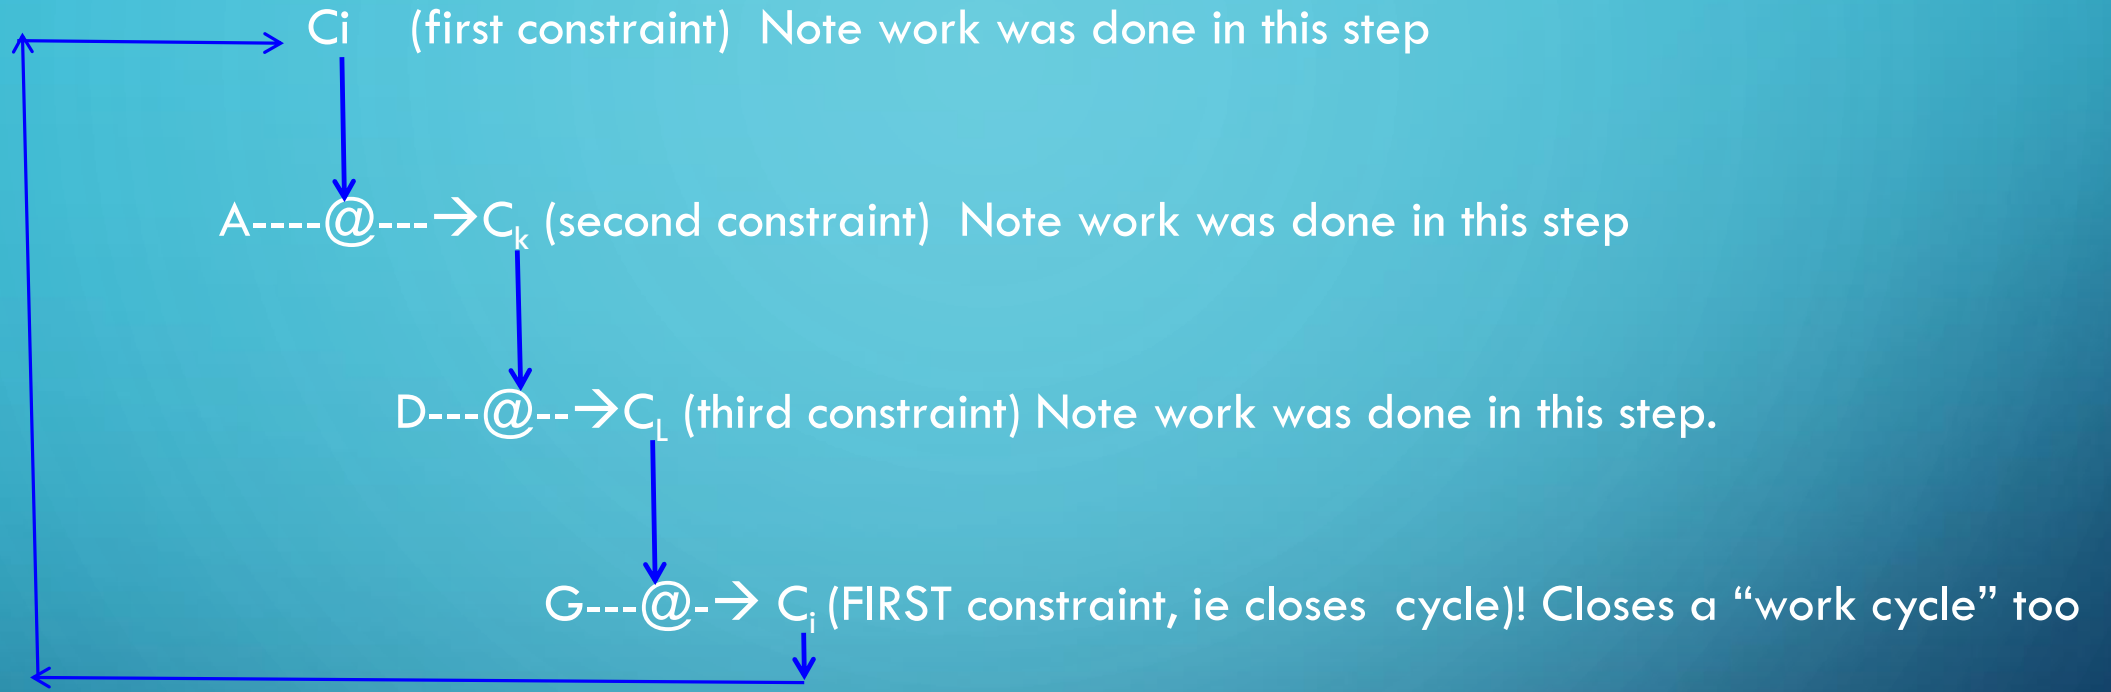 Ci (first constraint) Note work was done in this step
A----@---→Ck (second constraint) Note work was done in this step
D---@--→CL (third constraint) Note work was done in this step.
G---@-→ Ci (FIRST constraint, ie closes cycle)! Closes a “work cycle” too